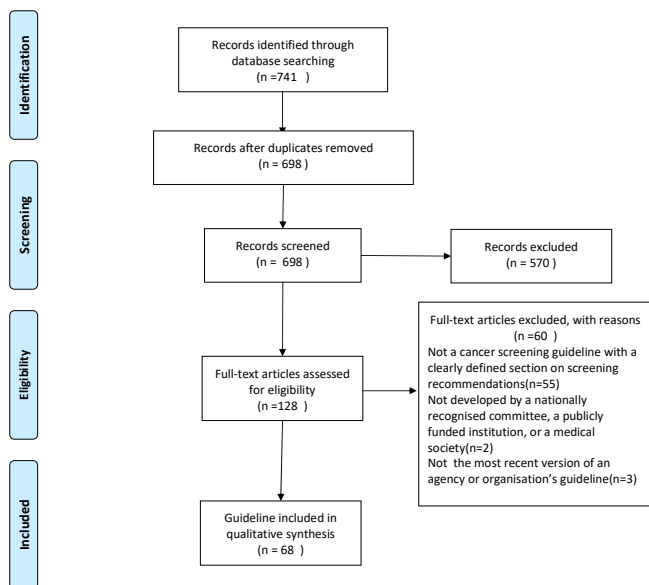 Identification
Records identified through
database searching
(n =741 )
Records after duplicates removed
(n = 698 )
Screening
Records screened
(n = 698 )
Records excluded
(n = 570 )
Eligibility
Full-text articles assessed
for eligibility
(n =128 )
Full-text articles excluded, with reasons
(n =60 )
Not a cancer screening guideline with a
clearly defined section on screening
recommendations(n=55)
Not developed by a nationally
recognised committee, a publicly
funded institution, or a medical
society(n=2)
Not the most recent version of an
agency or organisation's guideline(n=3)
Included
Guideline included in
qualitative synthesis
(n = 68 )